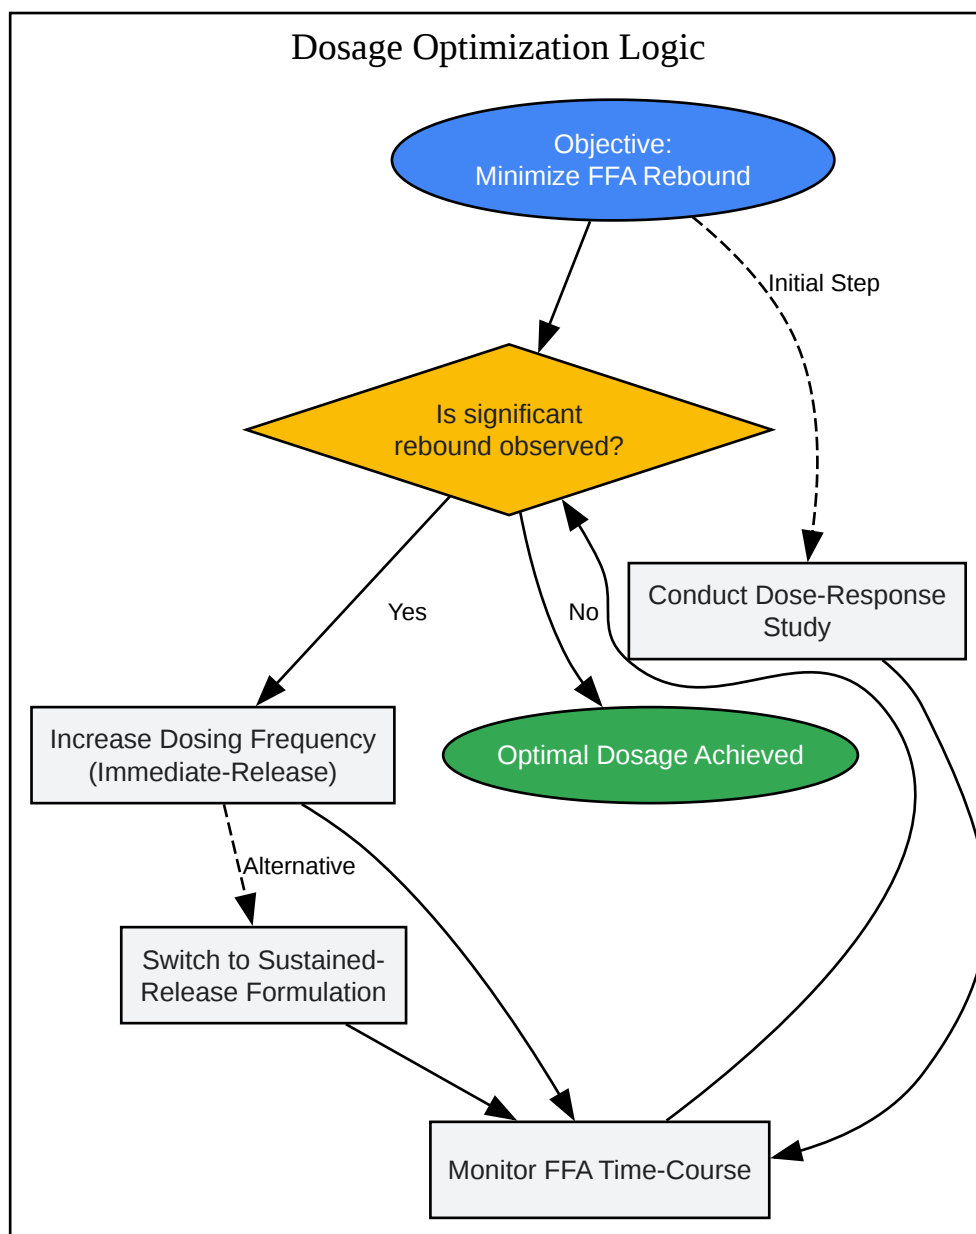 Dosage Optimization Logic
Objective:
Minimize FFA Rebound
Initial Step
Is significant
rebound observed?
Yes
No
Conduct Dose-Response
Study
Increase Dosing Frequency
(Immediate-Release)
Optimal Dosage Achieved
Alternative
Switch to Sustained-
Release Formulation
Monitor FFA Time-Course